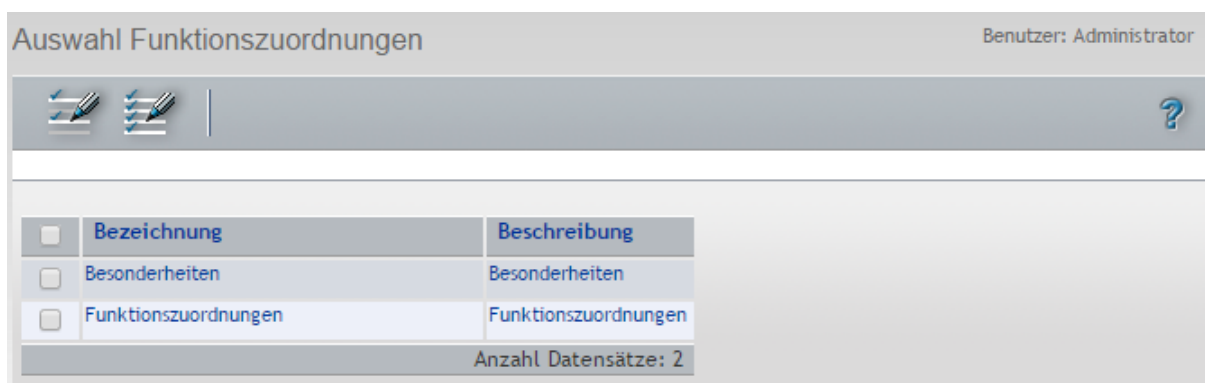 Auswahl Funktionszuordnungen
Benutzer: Administrator
?
Bezeichnung Beschreibung
Besonderheiten Besonderheiten
Funktionszuordnungen Funktionszuordnungen
Anzahl Datensätze: 2